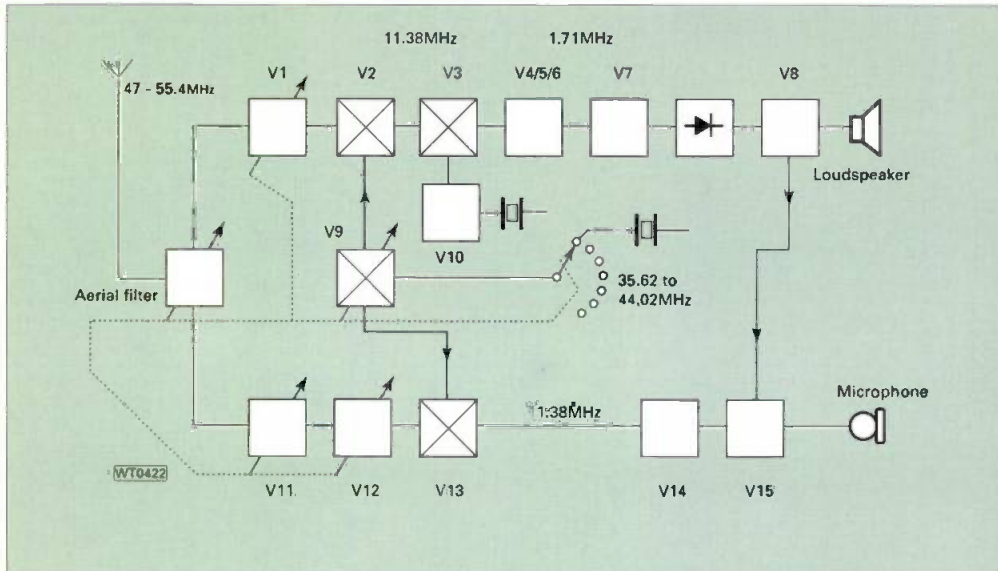 11.38MHz 1.71MHz
V1 V2 V3 V4/5/6 V7 V8
47 - 55.4MHz
Loudspeaker
V9
V10
Aerial filter
35.62 to
44,02MHz
Microphone
1.38MHz
WT0422
V11. V12 V13 V14 V15